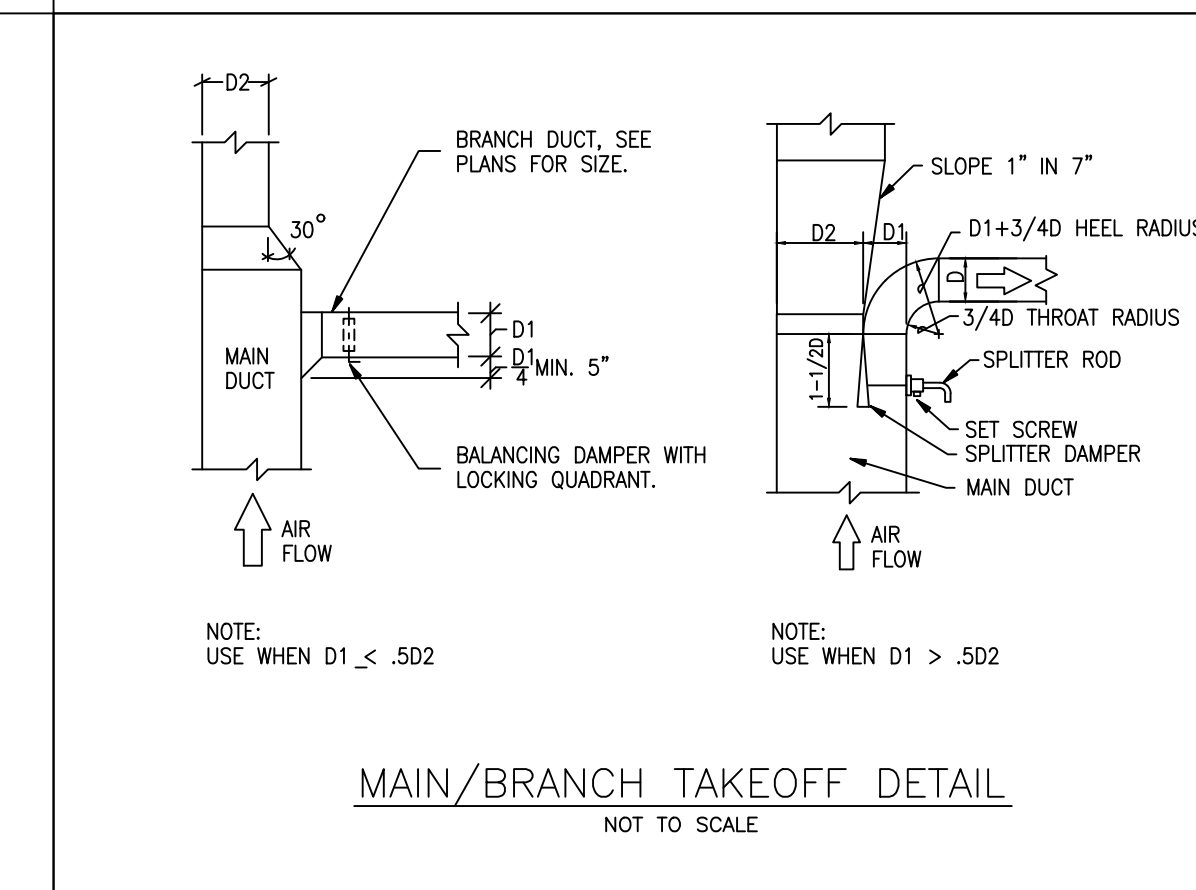 D2
BRANCH DUCT, SEE
PLANS FOR SIZE.
30°
MAIN
DUCT
D1
D1
4
MIN. 5"
BALANCING DAMPER WITH
LOCKING QUADRANT.
AIR
FLOW
NOTE:
USE WHEN D1 _< .5D2
SLOPE 1" IN 7"
D2
D1
D1+3/4D HEEL RADIUS
D
3/4D THROAT RADIUS
1-1/2D
SPLITTER ROD
SET SCREW
SPLITTER DAMPER
MAIN DUCT
AIR
FLOW
NOTE:
USE WHEN D1 > .5D2
MAIN/BRANCH TAKEOFF DETAIL
NOT TO SCALE